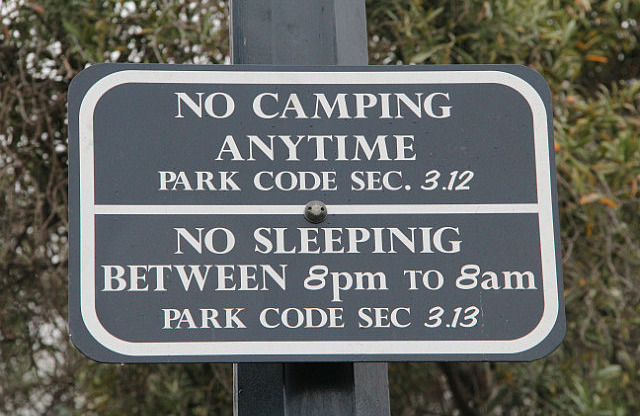 NO CAMPING
ANYTIME
PARK CODE SEC. 3.12
NO SLEEPINIG
BETWEEN 8pm TO 8am
PARK CODE SEC 3.13